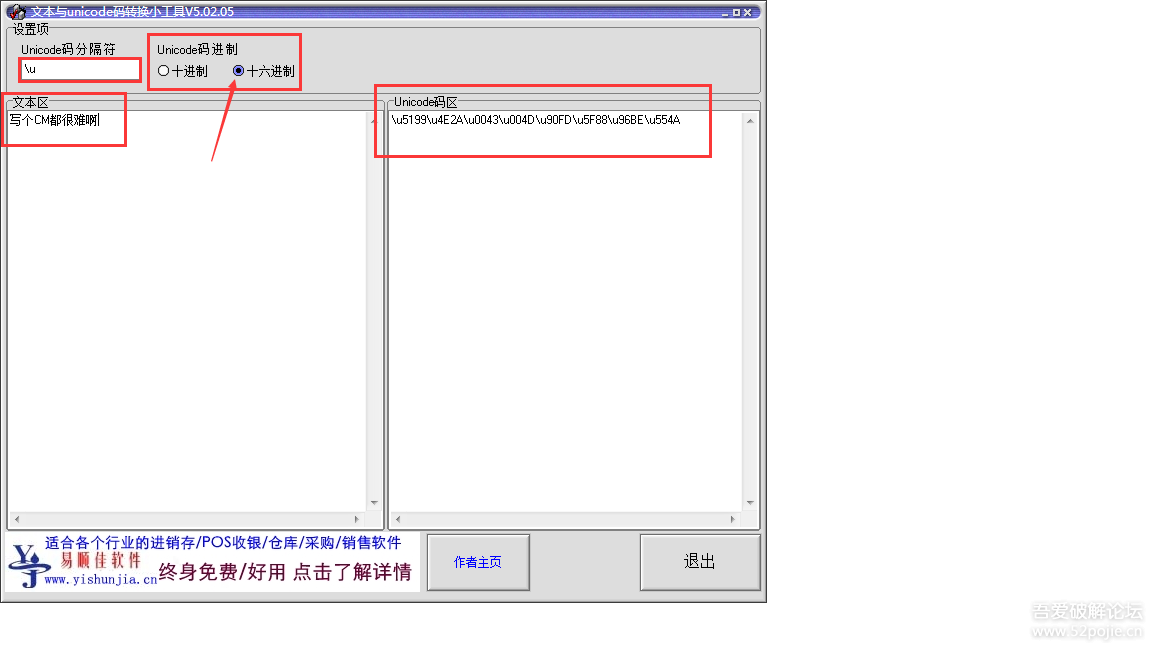 文本与unicode码转换小工具V5.02.05
设置项
Unicode码分隔符
Unicode码进制
\u
十进制
十六进制
文本区
Unicode码区
写个CM都很难啊
\u5199\u4E2A\u0043\u004D\u90FD\u5F88\u96BE\u554A
适合各个行业的进销存/POS收银/仓库/采购/销售软件
易顺佳软件
www.yishunjia.cn
终身免费/好用 点击了解详情
作者主页
退出
吾爱破解论坛
www.52pojie.cn